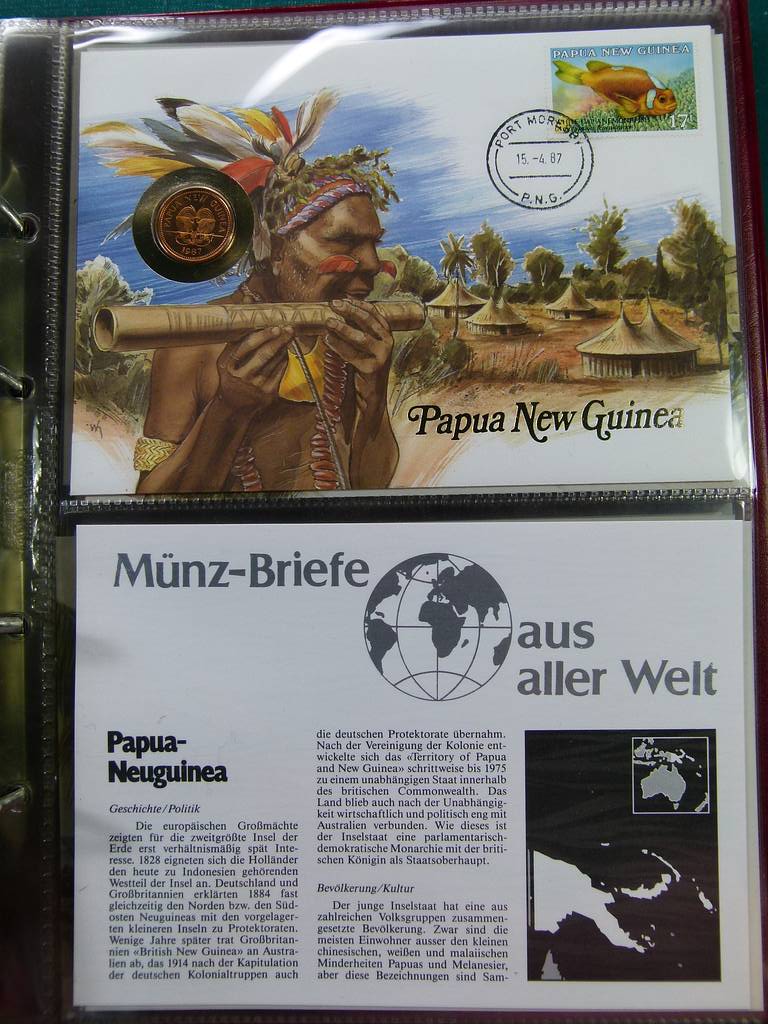 PAPUA NEW GUINEA
17t
PORT MORESBY
15.-4.87
P.N.G.
PAPUA NEW GUINEA
1987
Papua New Guinea
Münz-Briefe
aus
aller Welt
Papua-
Neuguinea
Geschichte/Politik
Die europäischen Großmächte
zeigten für die zweitgrößte Insel der
Erde erst verhältnismäßig spät Inte-
resse. 1828 eigneten sich die Holländer
den heute zu Indonesien gehörenden
Westteil der Insel an. Deutschland und
Großbritannien erklärten 1884 fast
gleichzeitig den Norden bzw. den Süd-
osten Neuguineas mit den vorgelager-
ten kleineren Inseln zu Protektoraten.
Wenige Jahre später trat Großbritan-
nien «British New Guinea» an Austra-
lien ab, das 1914 nach der Kapitulation
der deutschen Kolonialtruppen auch
die deutschen Protektorate übernahm.
Nach der Vereinigung der Kolonie ent-
wickelte sich das «Territory of Papua
and New Guinea» schrittweise bis 1975
zu einem unabhängigen Staat innerhalb
des britischen Commonwealth. Das
Land blieb auch nach der Unabhängig-
keit wirtschaftlich und politisch eng mit
Australien verbunden. Wie dieses ist
der Inselstaat eine parlamentarisch-
demokratische Monarchie mit der briti-
schen Königin als Staatsoberhaupt.
Bevölkerung/Kultur
Der junge Inselstaat hat eine aus
zahlreichen Volksgruppen zusammen-
gesetzte Bevölkerung. Zwar sind die
meisten Einwohner ausser den kleinen
chinesischen, weißen und malaiischen
Minderheiten Papuas und Melanesier,
aber diese Bezeichnungen sind Sam-